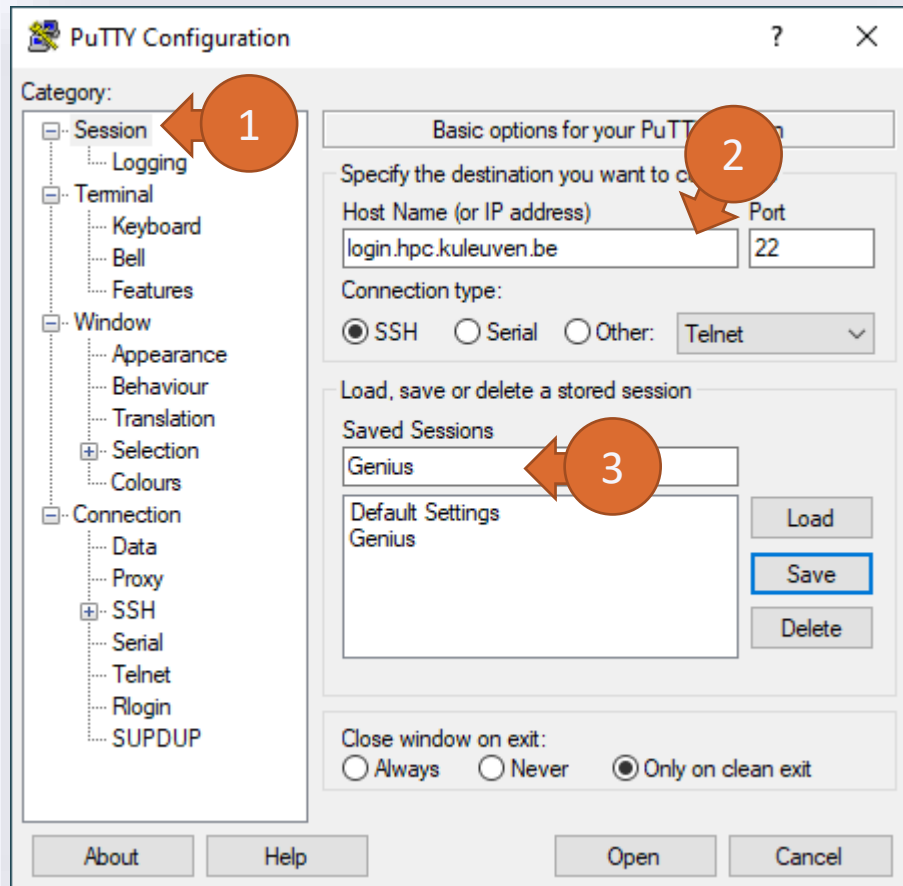 PuTTY Configuration
?
Category:
Session
Logging
Terminal
Keyboard
Bell
Features
Window
Appearance
Behaviour
Translation
Selection
Colours
Connection
Data
Proxy
SSH
Serial
Telnet
Rlogin
SUPDUP
1
Basic options for your
2
Specify the destination you want to
Host Name (or IP address) Port
login.hpc.kuleuven.be 22
Connection type:
SSH Serial Other: Telnet
Load, save or delete a stored session
Saved Sessions
Genius
3
Default Settings
Genius
Load
Save
Delete
Close window on exit:
Always Never Only on clean exit
About Help Open Cancel